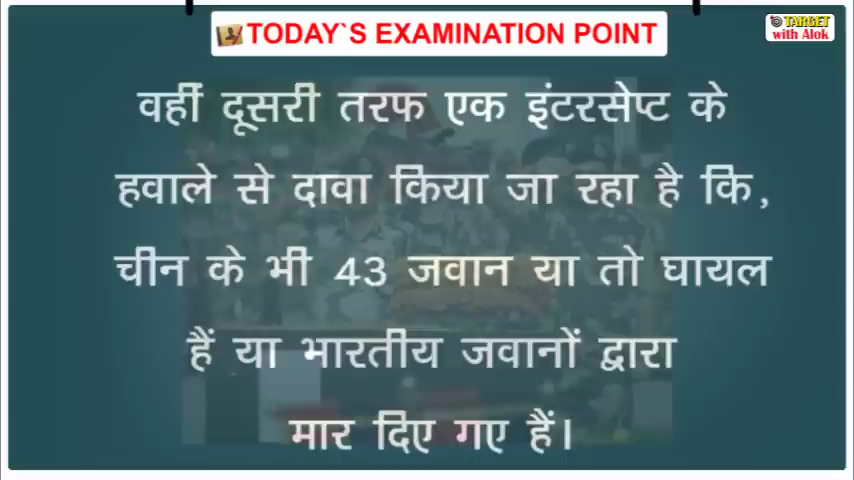 TODAY`S EXAMINATION POINT
TARGET
with Alok
वहीं दूसरी तरफ एक इंटरसेप्ट के
हवाले से दावा किया जा रहा है कि,
चीन के भी 43 जवान या तो घायल
हैं या भारतीय जवानों द्वारा
मार दिए गए हैं।